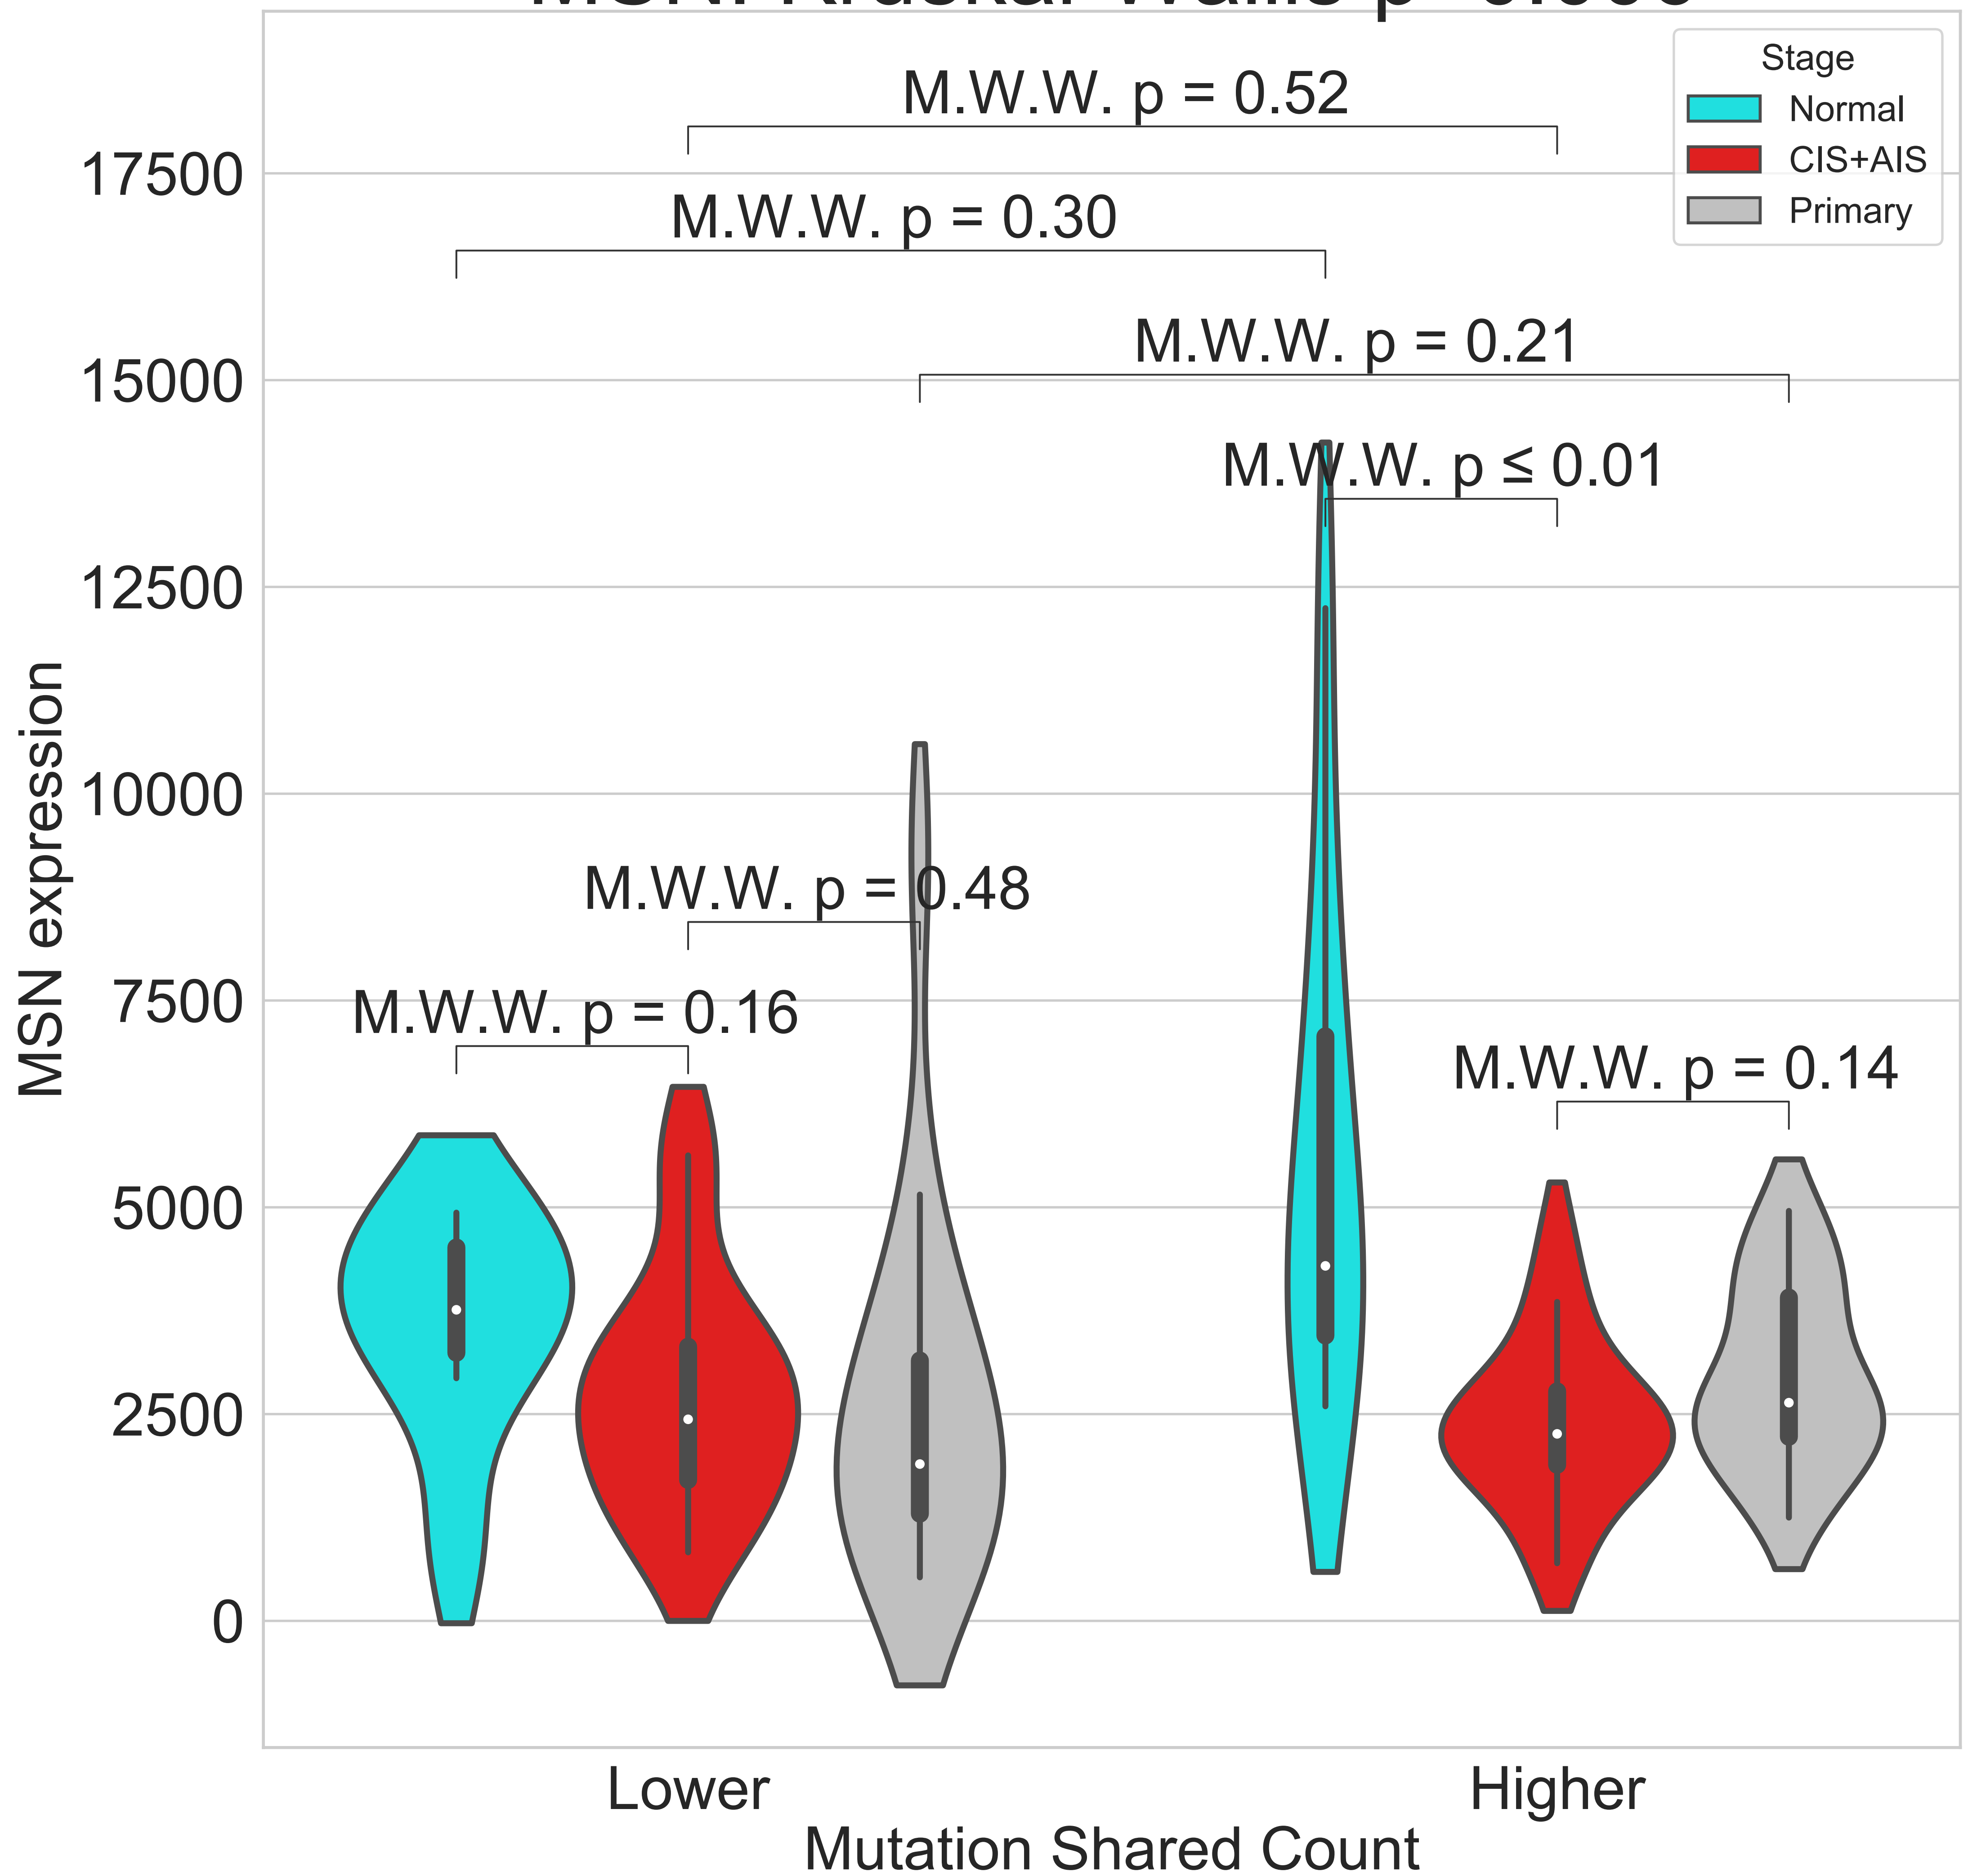 Stage
Normal
CIS+AIS
Primary
M.W.W. p = 0.52
M.W.W. p = 0.30
M.W.W. p = 0.21
M.W.W. p ≤ 0.01
M.W.W. p = 0.48
M.W.W. p = 0.16
M.W.W. p = 0.14
17500
15000
12500
10000
7500
5000
2500
0
MSN expression
Lower
Higher
Mutation Shared Count